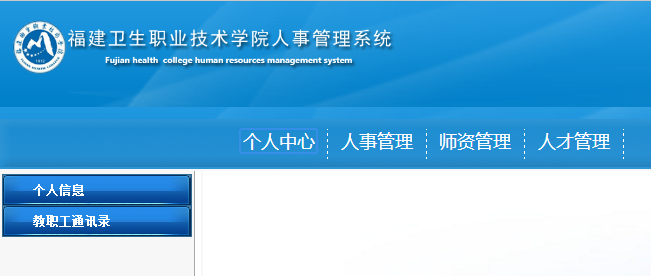 福建卫生职业技术学院人事管理系统
Fujian health college human resources management system
个人中心 人事管理 师资管理 人才管理
个人信息
教职工通讯录